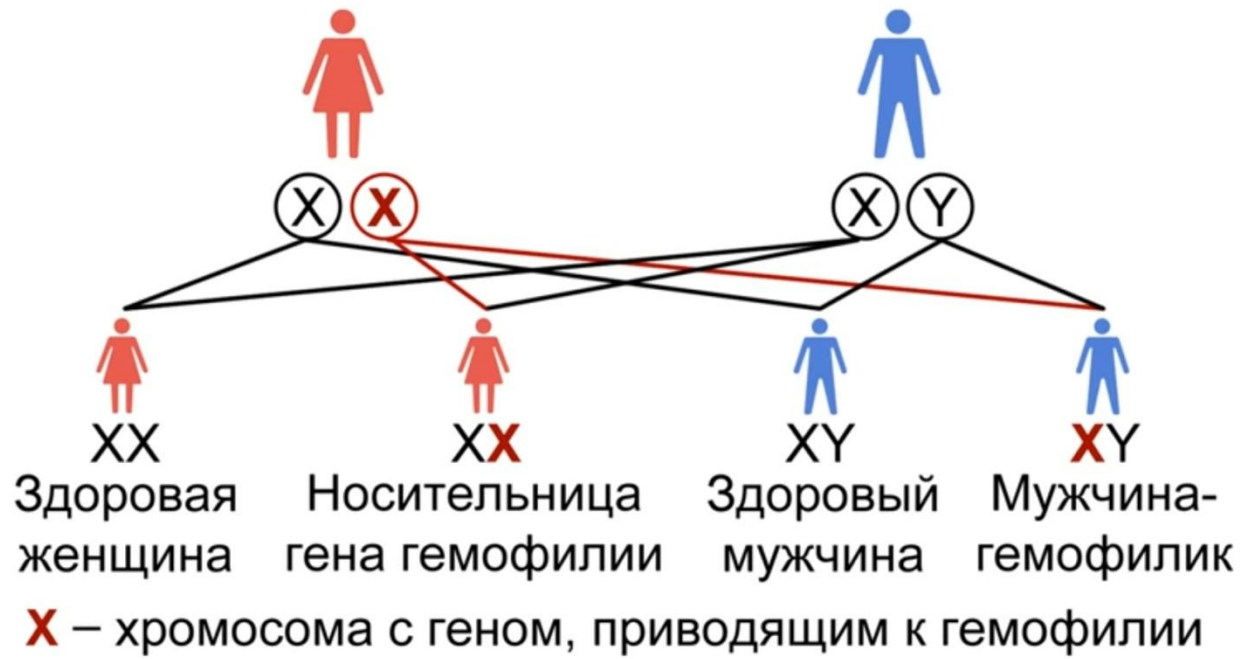 X X X Y
XX XX XY XY
Здоровая Носительница Здоровый Мужчина-
женщина гена гемофилии мужчина гемофилик
X – хромосома с геном, приводящим к гемофилии